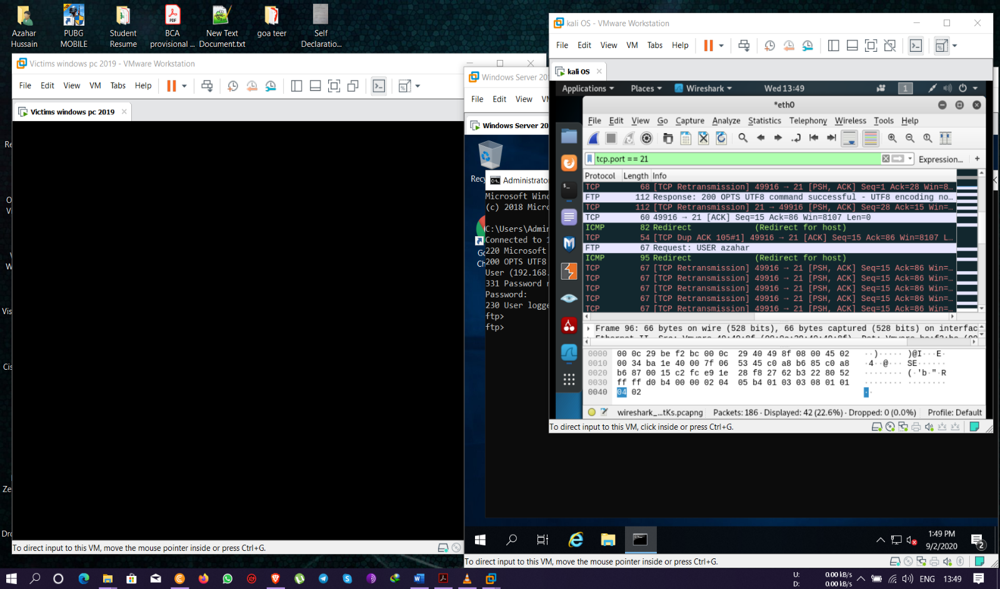 Azahar
Hussain
PUBG
MOBILE
Student
Resume
BCA
provisional ...
New Text
Document.txt
goa teer
Self
Declaratio...
Victims windows pc 2019 - VMware Workstation
File Edit View VM Tabs Help
Victims windows pc 2019
To direct input to this VM, move the mouse pointer inside or press Ctrl+G.
Windows Server 20
File Edit View
Windows Server 20
Recy
Administrator
Microsoft Wind
(c) 2018 Micro
C:\Users\Admin
Connected to 1
220 Microsoft
200 OPTS UTF8
User (192.168.
331 Password r
Password:
230 User logge
ftp>
ftp>
Go
Ch
1:49 PM
9/2/2020
2
To direct input to this VM, move the mouse pointer inside or press Ctrl+G.
kali OS - VMware Workstation
File Edit View VM Tabs Help
kali OS
Applications Places Wireshark Wed 13:49 1
*eth0
File Edit View Go Capture Analyze Statistics Telephony Wireless Tools Help
tcp.port == 21 Expression... +
Protocol Length Info
TCP 68 [TCP Retransmission] 49916 → 21 [PSH, ACK] Seq=1 Ack=28 Win=8...
FTP 112 Response: 200 OPTS UTF8 command successful - UTF8 encoding no...
TCP 112 [TCP Retransmission] 21 → 49916 [PSH, ACK] Seq=28 Ack=15 Win=...
TCP 60 49916 → 21 [ACK] Seq=15 Ack=86 Win=8107 Len=0
ICMP 82 Redirect (Redirect for host)
TCP 54 [TCP Dup ACK 105#1] 49916 → 21 [ACK] Seq=15 Ack=86 Win=8107 L...
FTP 67 Request: USER azahar
ICMP 95 Redirect (Redirect for host)
TCP 67 [TCP Retransmission] 49916 → 21 [PSH, ACK] Seq=15 Ack=86 Win=...
TCP 67 [TCP Retransmission] 49916 → 21 [PSH, ACK] Seq=15 Ack=86 Win=...
TCP 67 [TCP Retransmission] 49916 → 21 [PSH, ACK] Seq=15 Ack=86 Win=...
TCP 67 [TCP Retransmission] 49916 → 21 [PSH, ACK] Seq=15 Ack=86 Win=...
TCP 67 [TCP Retransmission] 49916 → 21 [PSH, ACK] Seq=15 Ack=86 Win=...
Frame 96: 66 bytes on wire (528 bits), 66 bytes captured (528 bits) on interfac
0000 00 0c 29 be f2 bc 00 0c 29 40 49 8f 08 00 45 02 ··)····· )@I···E·
0010 00 34 ba 1e 40 00 7f 06 53 45 c0 a8 b6 85 c0 a8 ·4··@··· SE······
0020 b6 87 00 15 c2 fc e9 1e 28 f8 27 62 b3 22 80 52 ········ (·'b·"·R
0030 ff ff d0 b4 00 00 02 04 05 b4 01 03 03 08 01 01 ········ ········
0040 04 02 ··
wireshark_...tKs.pcapng Packets: 186 · Displayed: 42 (22.6%) · Dropped: 0 (0.0%) Profile: Default
To direct input to this VM, click inside or press Ctrl+G.
Re
O
Vi
W
Vis
Cis
Ze
Dro
U: 0.00 kB/s
D: 0.00 kB/s
ENG 13:49